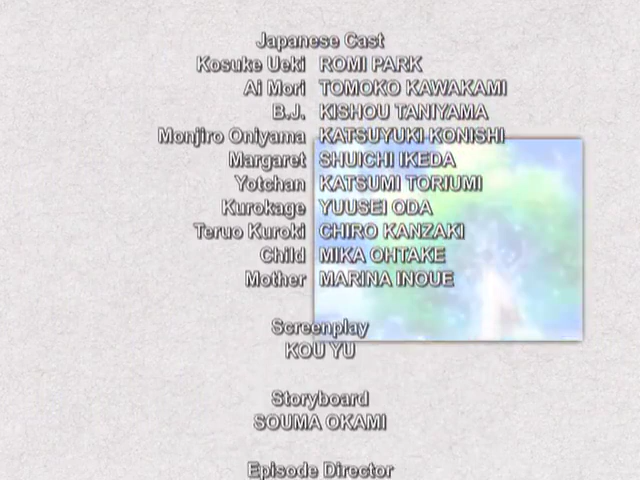 Japanese Cast
Kosuke Ueki ROMI PARK
Ai Mori TOMOKO KAWAKAMI
B.J. KISHOU TANIYAMA
Monjiro Oniyama KATSUYUKI KONISHI
Margaret SHUICHI IKEDA
Yotchan KATSUMI TORIUMI
Kurokage YUUSEI ODA
Teruo Kuroki CHIRO KANZAKI
Child MIKA OHTAKE
Mother MARINA INOUE
Screenplay
KOU YU
Storyboard
SOUMA OKAMI
Episode Director